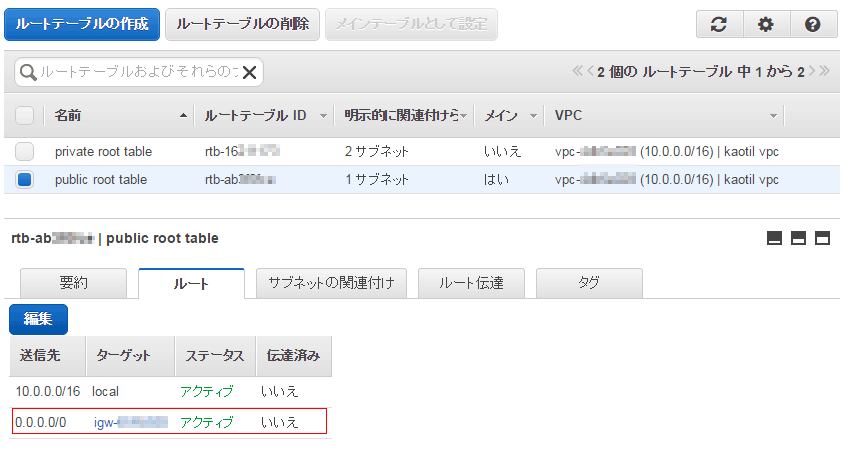 ルートテーブルの作成 ルートテーブルの削除 メインテーブルとして設定
ルートテーブルおよびそれらのプ 2 個の ルートテーブル 中 1 から 2
名前 ルートテーブル ID 明示的に関連付けら メイン VPC
private root table rtb-16 2 サブネット いいえ vpc- (10.0.0.0/16) | kaotil vpc
public root table rtb-ab 1 サブネット はい vpc- (10.0.0.0/16) | kaotil vpc
rtb-ab | public root table
要約 ルート サブネットの関連付け ルート伝達 タグ
編集
送信先 ターゲット ステータス 伝達済み
10.0.0.0/16 local アクティブ いいえ
0.0.0.0/0 igw- アクティブ いいえ